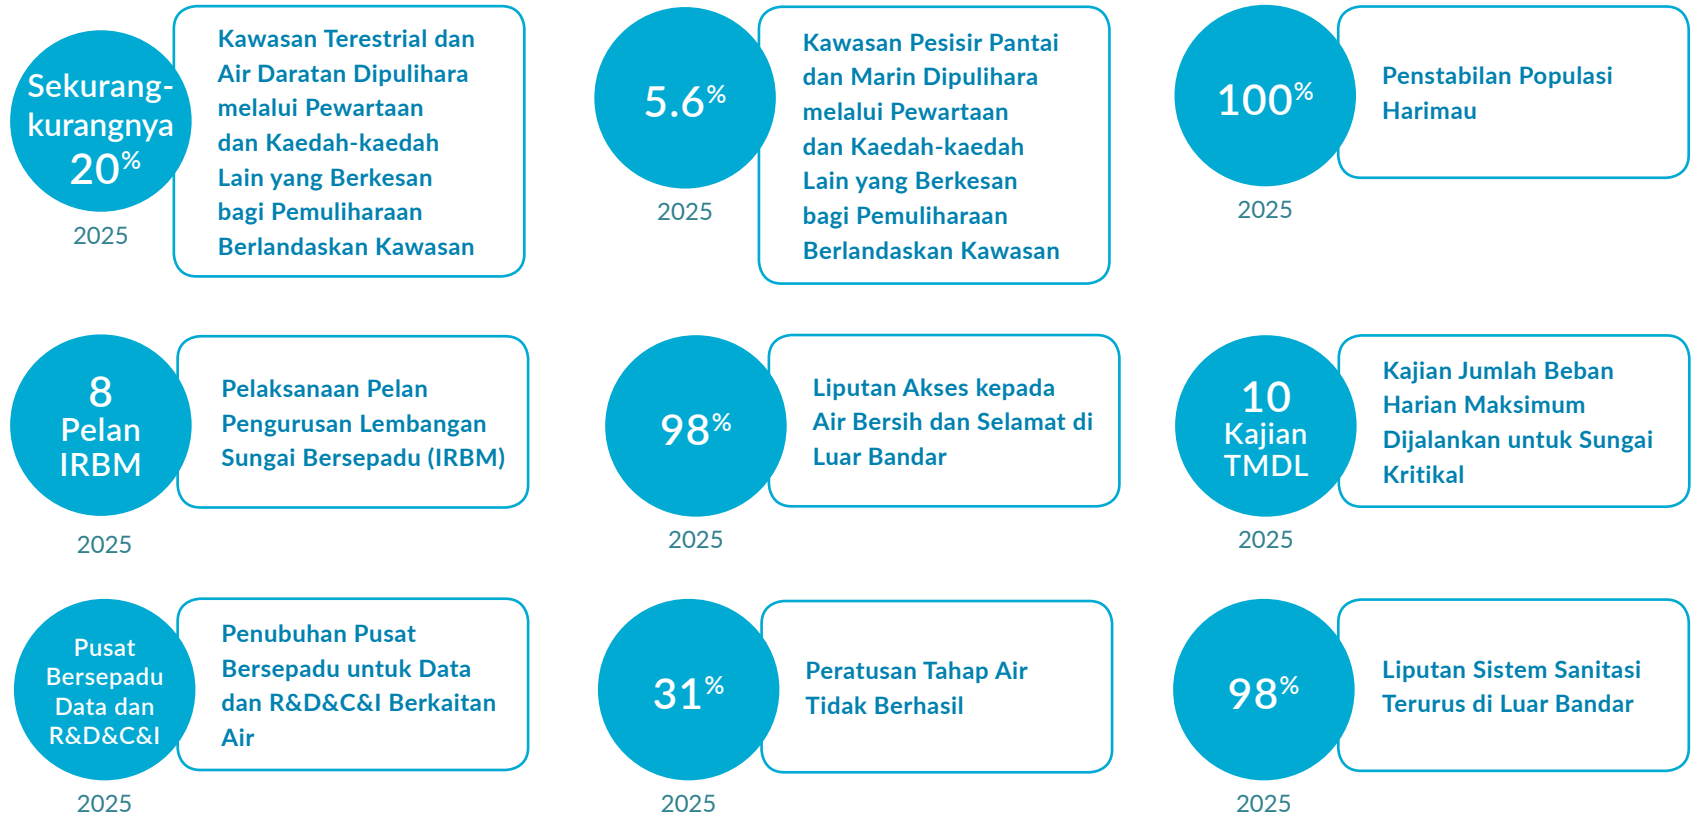 Sekurang-
kurangnya
20%
2025
Kawasan Terestrial dan
Air Daratan Dipulihara
melalui Pewartaan
dan Kaedah-kaedah
Lain yang Berkesan
bagi Pemuliharaan
Berlandaskan Kawasan
5.6%
2025
Kawasan Pesisir Pantai
dan Marin Dipulihara
melalui Pewartaan
dan Kaedah-kaedah
Lain yang Berkesan
bagi Pemuliharaan
Berlandaskan Kawasan
100%
2025
Penstabilan Populasi
Harimau
8
Pelan
IRBM
2025
Pelaksanaan Pelan
Pengurusan Lembangan
Sungai Bersepadu (IRBM)
98%
2025
Liputan Akses kepada
Air Bersih dan Selamat di
Luar Bandar
10
Kajian
TMDL
2025
Kajian Jumlah Beban
Harian Maksimum
Dijalankan untuk Sungai
Kritikal
Pusat
Bersepadu
Data dan
R&D&C&I
2025
Penubuhan Pusat
Bersepadu untuk Data
dan R&D&C&I Berkaitan
Air
31%
2025
Peratusan Tahap Air
Tidak Berhasil
98%
2025
Liputan Sistem Sanitasi
Terurus di Luar Bandar